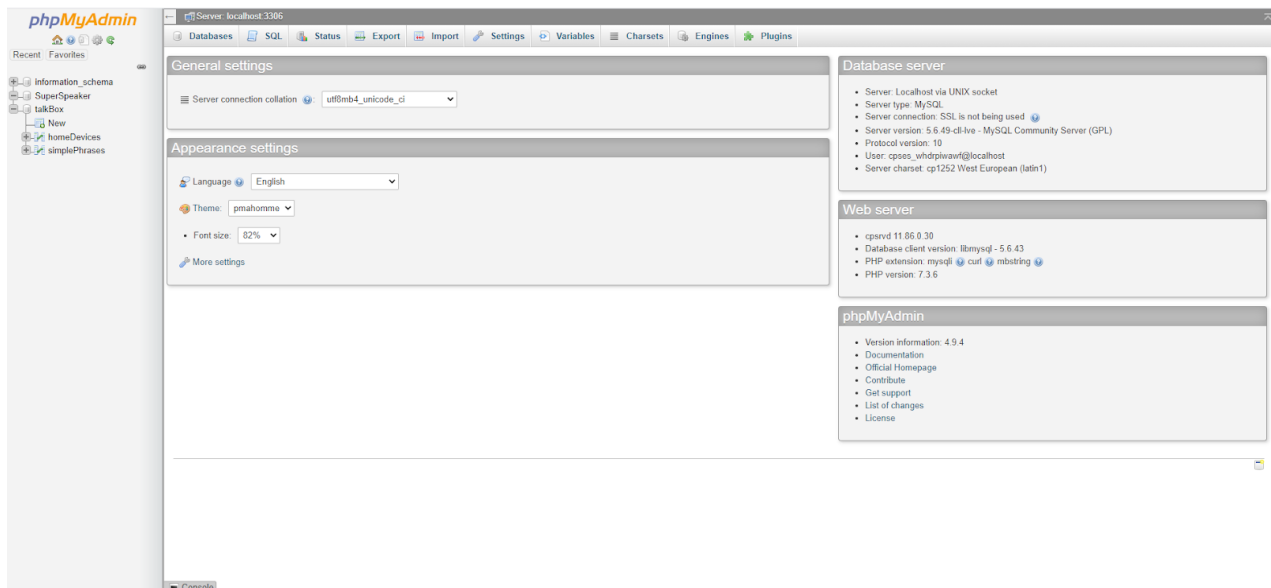 phpMyAdmin
Recent Favorites
information_schema
SuperSpeaker
talkBox
New
homeDevices
simplePhrases
Server: localhost:3306
Databases SQL Status Export Import Settings Variables Charsets Engines Plugins
General settings
Server connection collation : utf8mb4_unicode_ci
Appearance settings
Language English
Theme: pmahomme
Font size: 82%
More settings
Database server
Server: Localhost via UNIX socket
Server type: MySQL
Server connection: SSL is not being used
Server version: 5.6.49-cll-lve - MySQL Community Server (GPL)
Protocol version: 10
User: cpses_whdrpiwawf@localhost
Server charset: cp1252 West European (latin1)
Web server
cpsrvd 11.86.0.30
Database client version: libmysql - 5.6.43
PHP extension: mysqli curl mbstring
PHP version: 7.3.6
phpMyAdmin
Version information: 4.9.4
Documentation
Official Homepage
Contribute
Get support
List of changes
License
Console